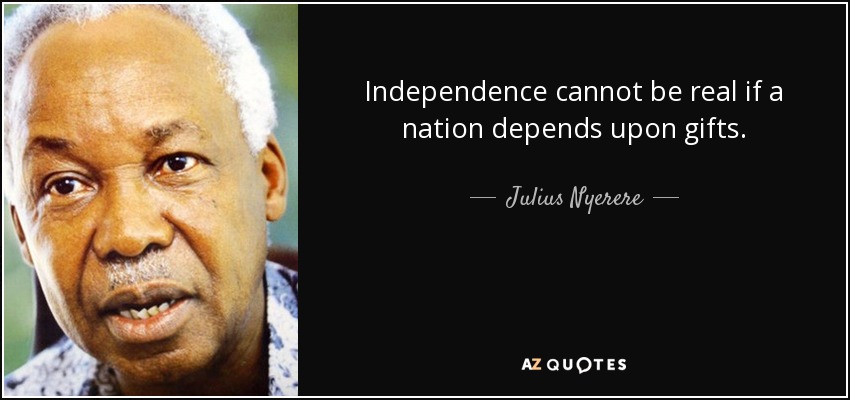 Independence cannot be real if a
nation depends upon gifts.
Julius Nyerere
AZ QUOTES